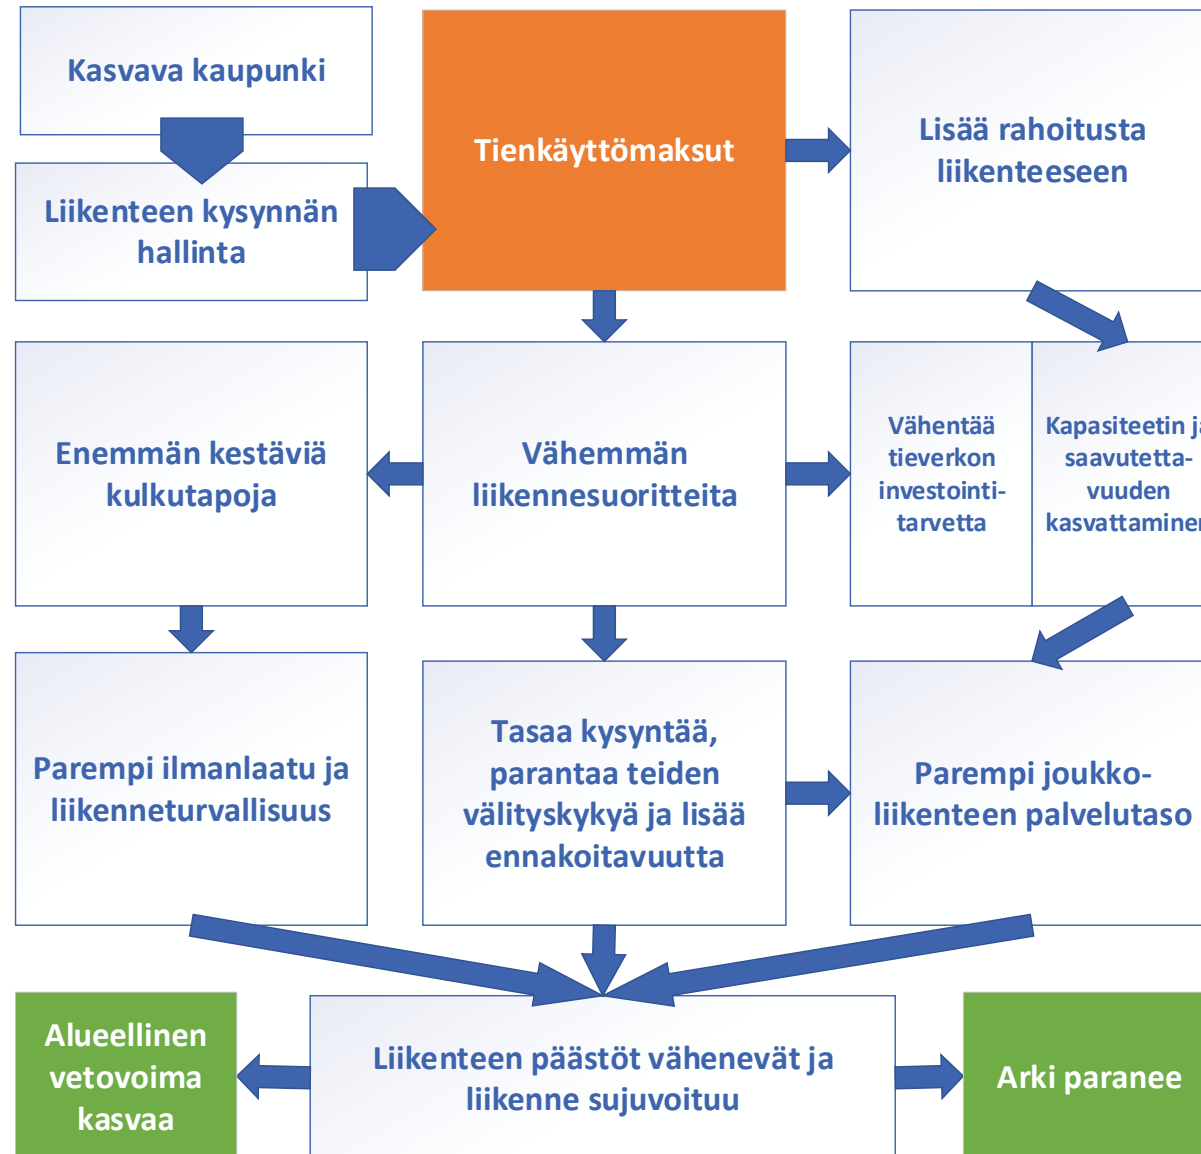 Kasvava kaupunki
Liikenteen kysynnän
hallinta
Tienkäyttömaksut
Lisää rahoitusta
liikenteeseen
Enemmän kestäviä
kulkutapoja
Vähemmän
liikennesuoritteita
Vähentää
tieverkon
investointi-
tarvetta
Kapasiteetin ja
saavutetta-
vuuden
kasvattaminen
Parempi ilmanlaatu ja
liikenneturvallisuus
Tasaa kysyntää,
parantaa teiden
välityskykyä ja lisää
ennakoitavuutta
Parempi joukko-
liikenteen palvelutaso
Alueellinen
vetovoima
kasvaa
Liikenteen päästöt vähenevät ja
liikenne sujuvoituu
Arki paranee